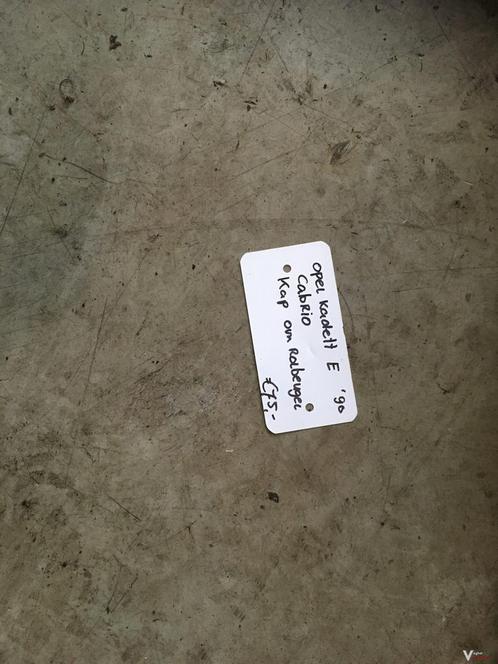 Opel Kadett E '90
Cabrio
Kap om Rolbeugel
€75,-